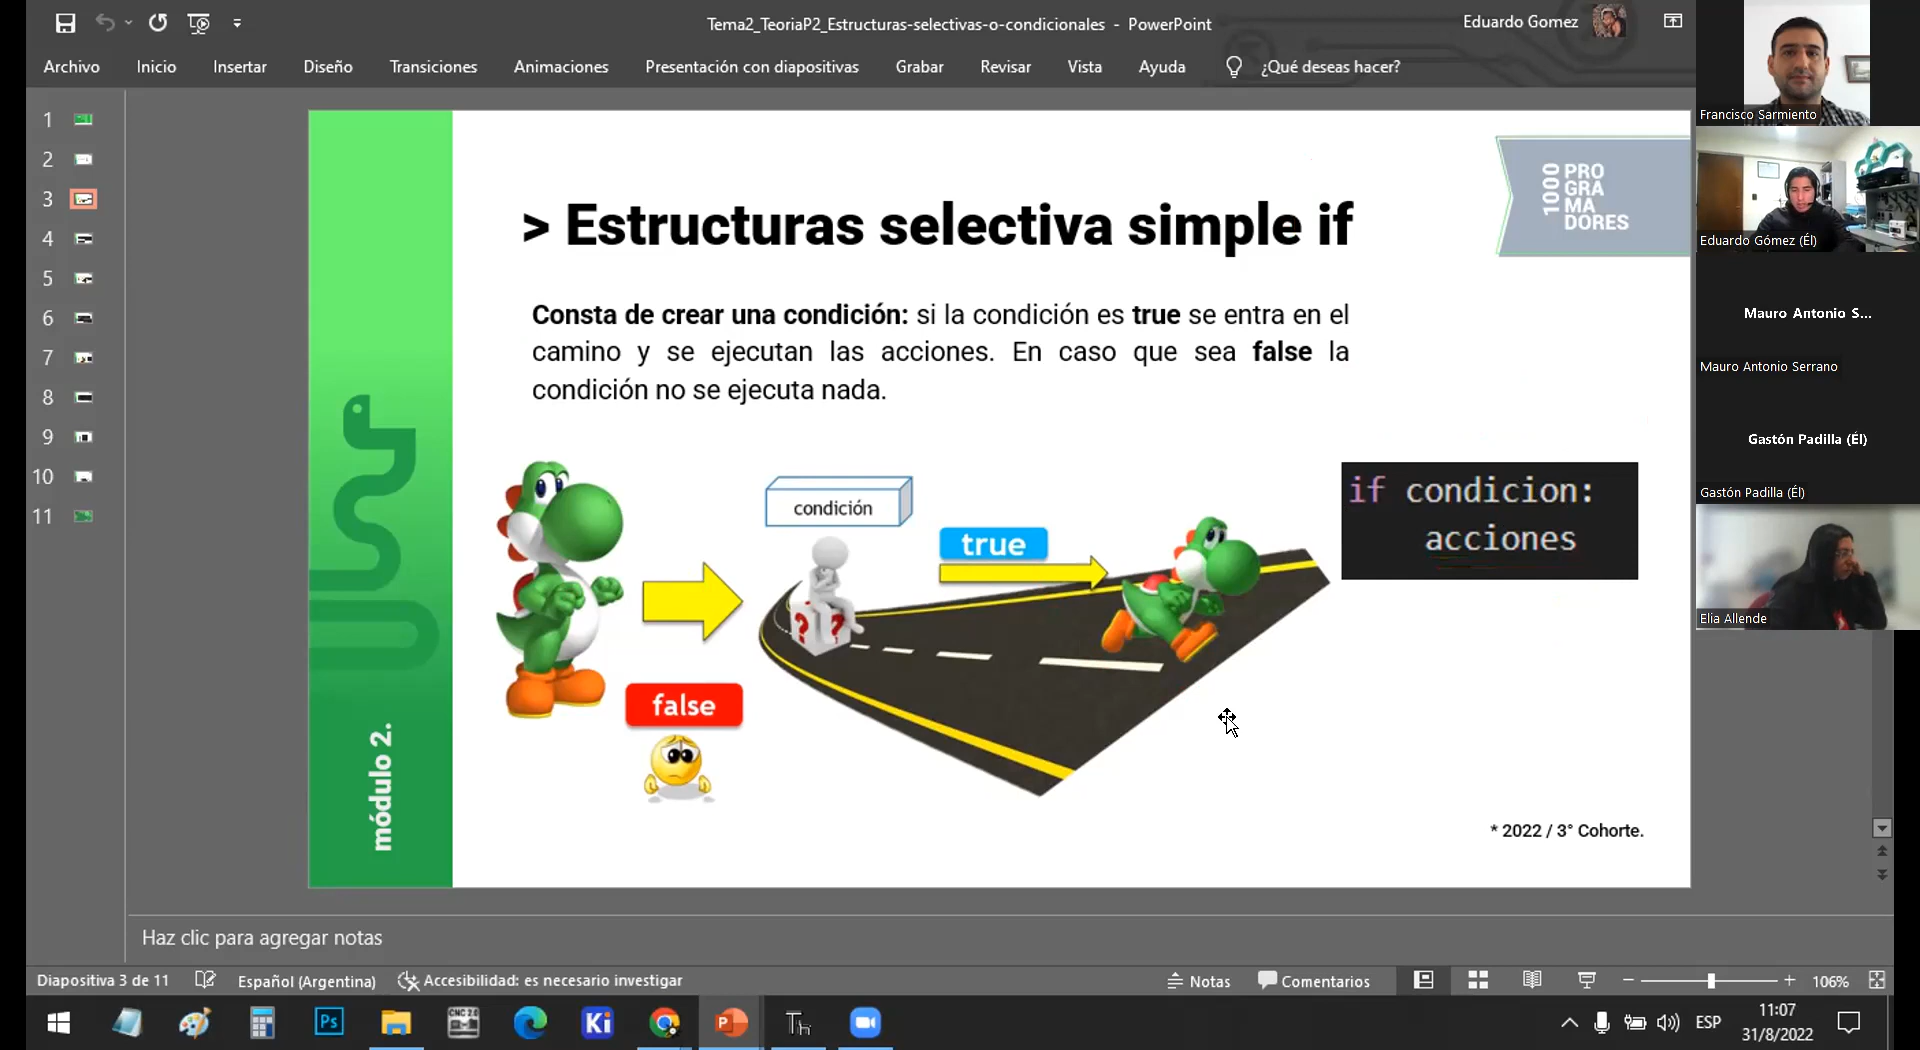 Tema2_TeoriaP2_Estructuras-selectivas-o-condicionales - PowerPoint
Eduardo Gomez
Archivo Inicio Insertar Diseño Transiciones Animaciones Presentación con diapositivas Grabar Revisar Vista Ayuda ¿Qué deseas hacer?
1
2
3
4
5
6
7
8
9
10
11
módulo 2.
1000
PRO
GRA
MA
DORES
> Estructuras selectiva simple if
Consta de crear una condición: si la condición es true se entra en el
camino y se ejecutan las acciones. En caso que sea false la
condición no se ejecuta nada.
condición
true
? ?
false
if condicion:
acciones
* 2022 / 3° Cohorte.
Francisco Sarmiento
Eduardo Gómez (Él)
Mauro Antonio S...
Mauro Antonio Serrano
Gastón Padilla (Él)
Gastón Padilla (Él)
Elia Allende
Haz clic para agregar notas
Diapositiva 3 de 11 Español (Argentina) Accesibilidad: es necesario investigar Notas Comentarios 106%
Ps CNC 2.0 Ki P Th
ESP
11:07
31/8/2022